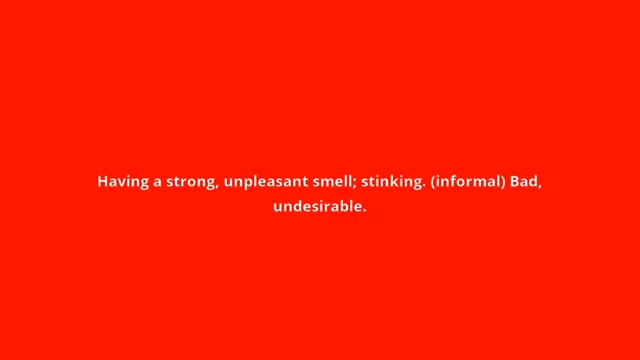 Having a strong, unpleasant smell; stinking. (informal) Bad,
undesirable.